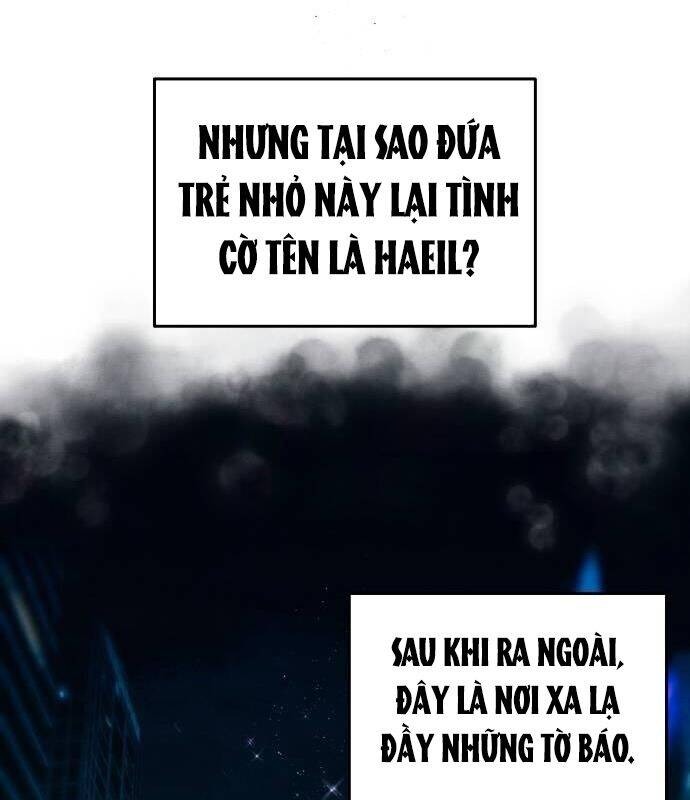 NHƯNG TẠI SAO ĐỨA
TRẺ NHỎ NÀY LẠI TÌNH
CỜ TÊN LÀ HAEIL?
SAU KHI RA NGOÀI,
ĐÂY LÀ NƠI XA LẠ
ĐẦY NHỮNG TỜ BÁO.